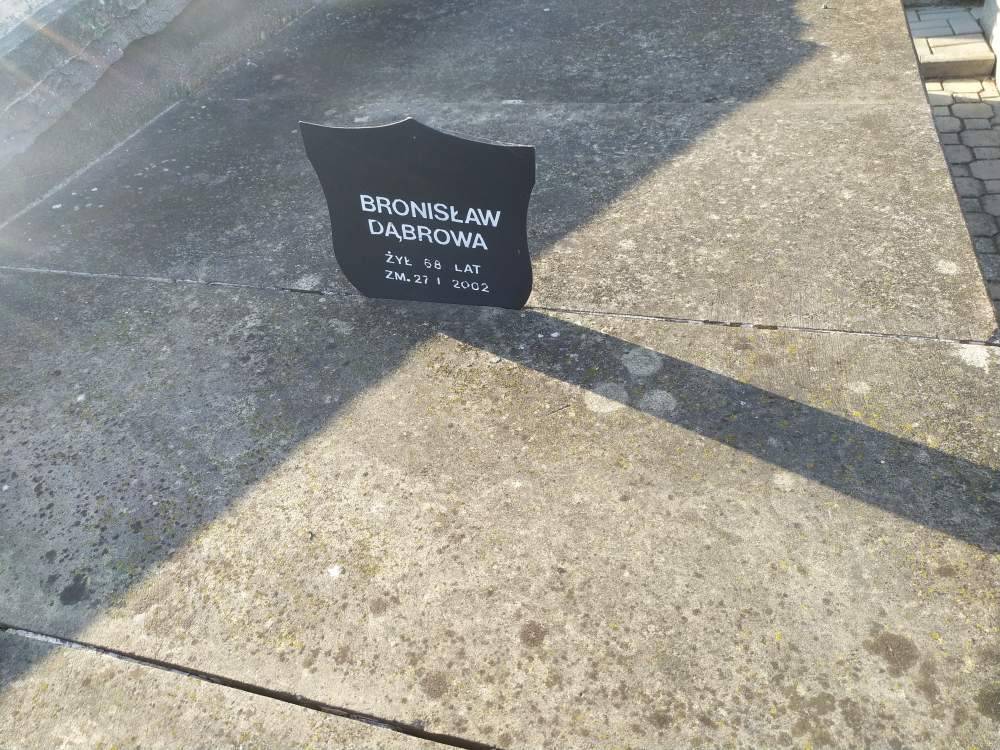 BRONISŁAW
DĄBROWA
ŻYŁ 68 LAT
ZM. 27 I 2002